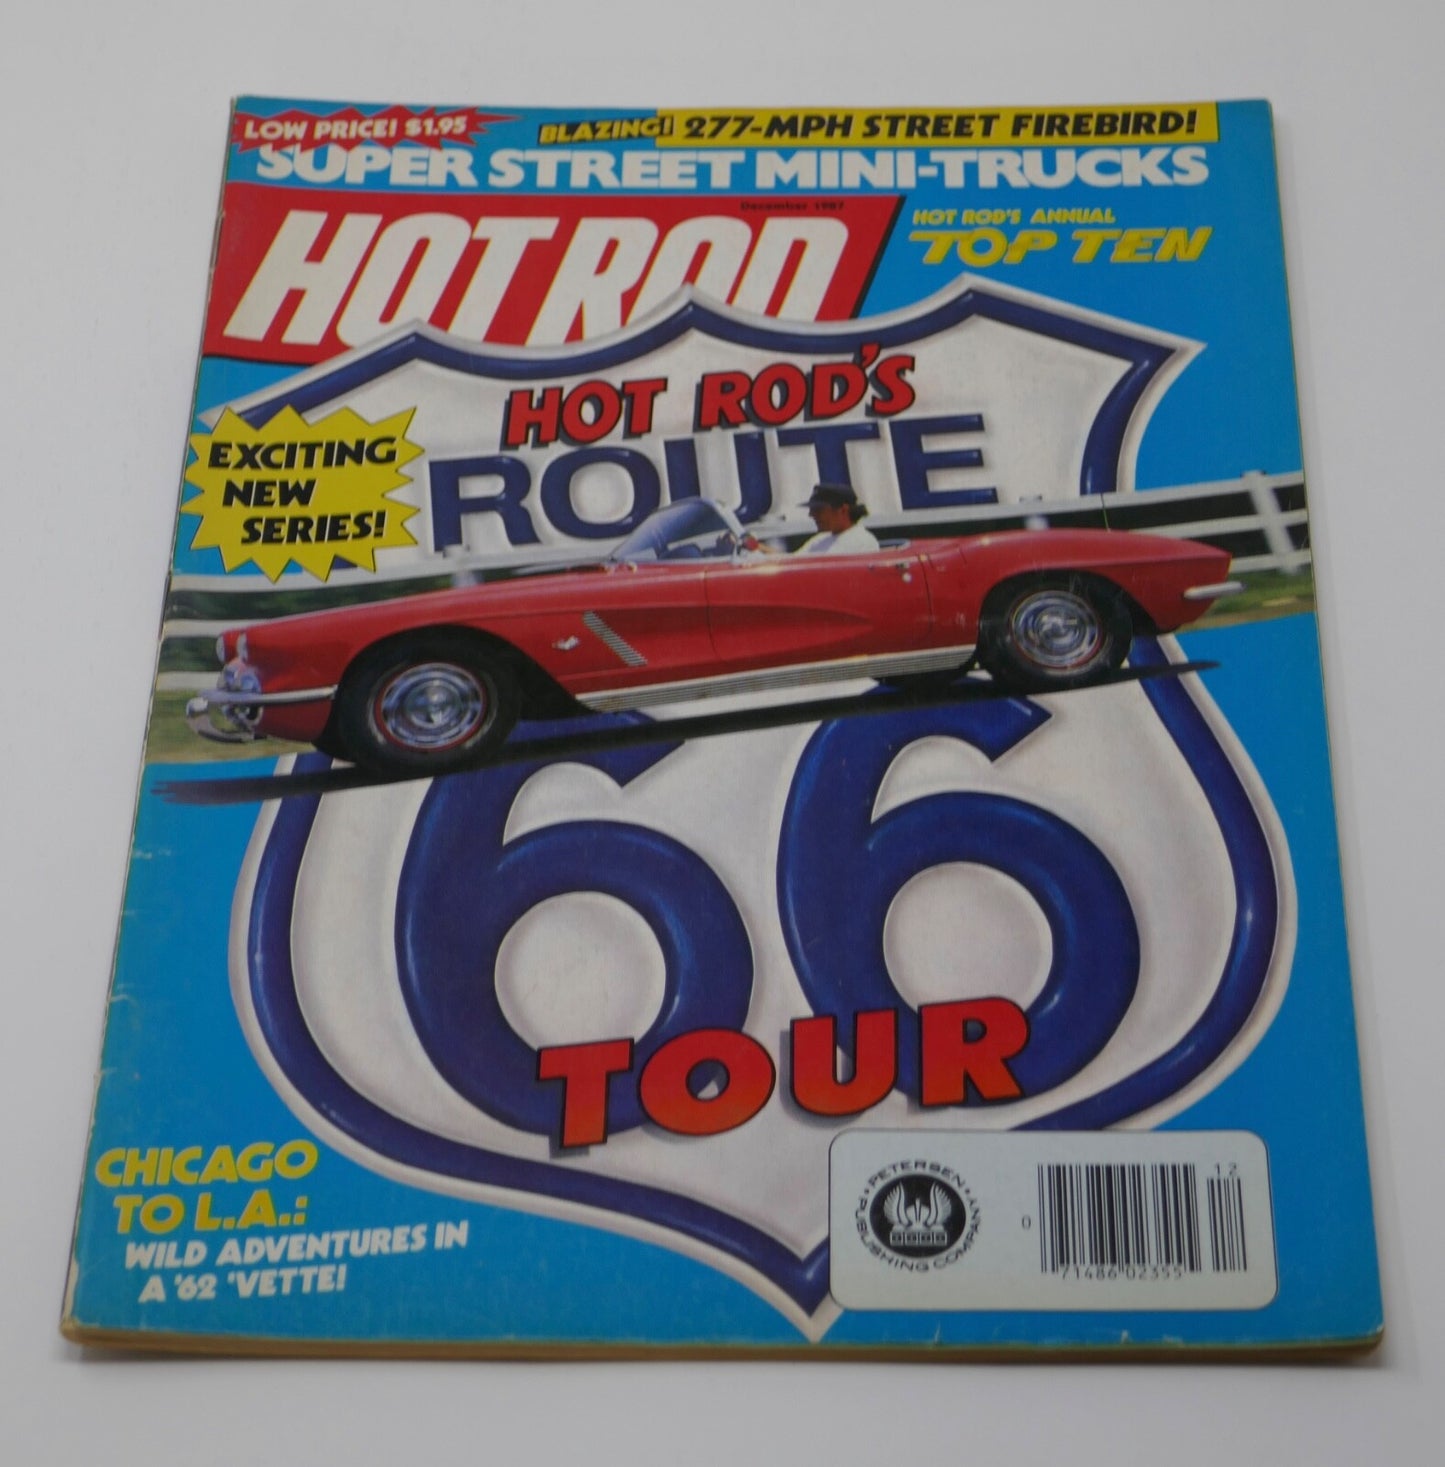 LOW PRICE! $1.95
BLAZING! 277-MPH STREET FIREBIRD!
SUPER STREET MINI-TRUCKS
December 1987
HOT ROD
HOT ROD'S ANNUAL
TOP TEN
HOT ROD'S
ROUTE
EXCITING
NEW
SERIES!
66
TOUR
CHICAGO
TO L.A.:
WILD ADVENTURES IN
A '62 'VETTE!
PETERSEN
PUBLISHING COMPANY
12
0
71486 02355